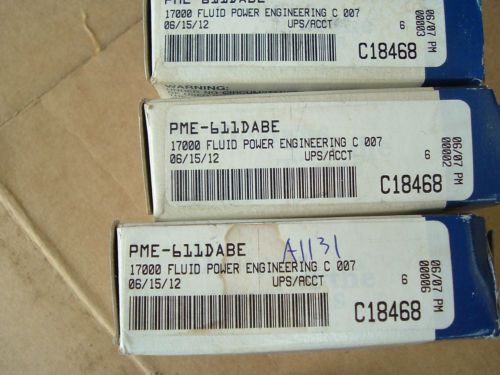 PME-611DABE
17000 FLUID POWER ENGINEERING C 007
06/15/12 UPS/ACCT 6
C18468
06/07 PM
00003
WARNING:
PME-611DABE
17000 FLUID POWER ENGINEERING C 007
06/15/12 UPS/ACCT 6
C18468
06/07 PM
00002
PME-611DABE A1131
17000 FLUID POWER ENGINEERING C 007
06/15/12 UPS/ACCT 6
C18468
06/07 PM
00006